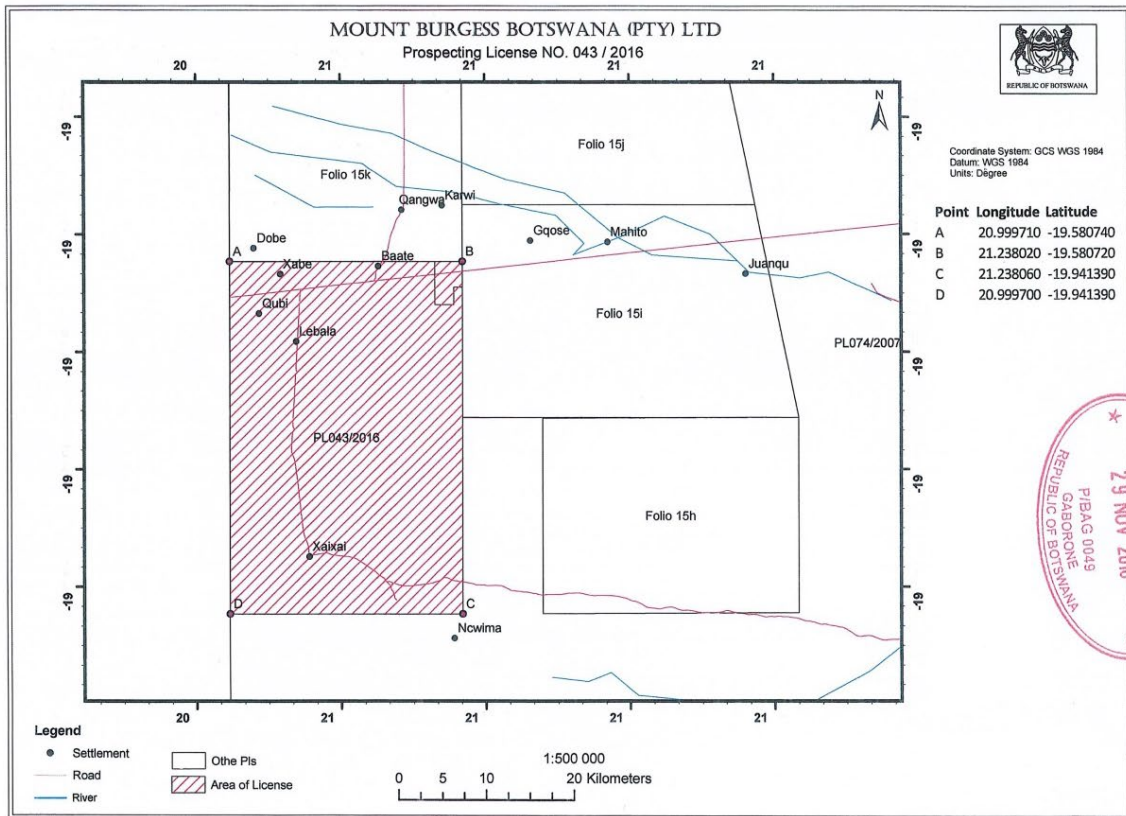 MOUNT BURGESS BOTSWANA (PTY) LTD
Prospecting License NO. 043 / 2016
REPUBLIC OF BOTSWANA
20
21
21
21
21
N
-19
-19
-19
-19
-19
-19
-19
-19
-19
-19
Folio 15j
Folio 15k
Qangwa
Karwi
Dobe
Gqose
Mahito
A
B
Xabe
Baate
Juanqu
Qubi
Folio 15i
Lebala
PL074/2007
PL043/2016
Folio 15h
Xaixai
D
C
Ncwima
20
21
21
21
21
Coordinate System: GCS WGS 1984
Datum: WGS 1984
Units: Dëgree
Point Longitude Latitude
A 20.999710 -19.580740
B 21.238020 -19.580720
C 21.238060 -19.941390
D 20.999700 -19.941390
29 NOV
P/BAG 0049
GABORONE
REPUBLIC OF BOTSWANA
Legend
Settlement
Road
River
Othe Pls
Area of License
1:500 000
0 5 10 20 Kilometers